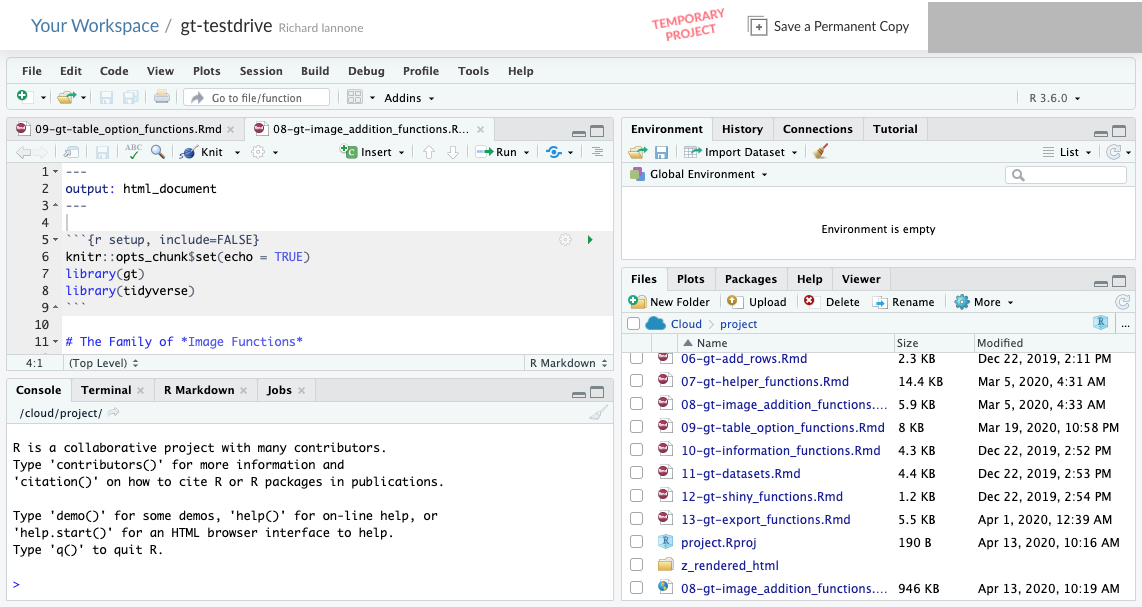 Your Workspace / gt-testdrive Richard Iannone
TEMPORARY PROJECT
Save a Permanent Copy
File Edit Code View Plots Session Build Debug Profile Tools Help
Go to file/function Addins R 3.6.0
09-gt-table_option_functions.Rmd 08-gt-image_addition_functions.R...
ABC Knit Insert Run
1 ---
2 output: html_document
3 ---
4
5 ```{r setup, include=FALSE}
6 knitr::opts_chunk$set(echo = TRUE)
7 library(gt)
8 library(tidyverse)
9 ```
10
11 # The Family of *Image Functions*
4:1 (Top Level) R Markdown
Console Terminal R Markdown Jobs
/cloud/project/
R is a collaborative project with many contributors.
Type 'contributors()' for more information and
'citation()' on how to cite R or R packages in publications.
Type 'demo()' for some demos, 'help()' for on-line help, or
'help.start()' for an HTML browser interface to help.
Type 'q()' to quit R.
>
Environment History Connections Tutorial
Import Dataset List
Global Environment
Environment is empty
Files Plots Packages Help Viewer
New Folder Upload Delete Rename More
Cloud project R ...
Name Size Modified
06-gt-add_rows.Rmd 2.3 KB Dec 22, 2019, 2:11 PM
07-gt-helper_functions.Rmd 14.4 KB Mar 5, 2020, 4:31 AM
08-gt-image_addition_functions.... 5.9 KB Mar 5, 2020, 4:33 AM
09-gt-table_option_functions.Rmd 8 KB Mar 19, 2020, 10:58 PM
10-gt-information_functions.Rmd 4.3 KB Dec 22, 2019, 2:52 PM
11-gt-datasets.Rmd 4.4 KB Dec 22, 2019, 2:53 PM
12-gt-shiny_functions.Rmd 1.2 KB Dec 22, 2019, 2:54 PM
13-gt-export_functions.Rmd 5.5 KB Apr 1, 2020, 12:39 AM
project.Rproj 190 B Apr 13, 2020, 10:16 AM
z_rendered_html
08-gt-image_addition_functions.... 946 KB Apr 13, 2020, 10:19 AM